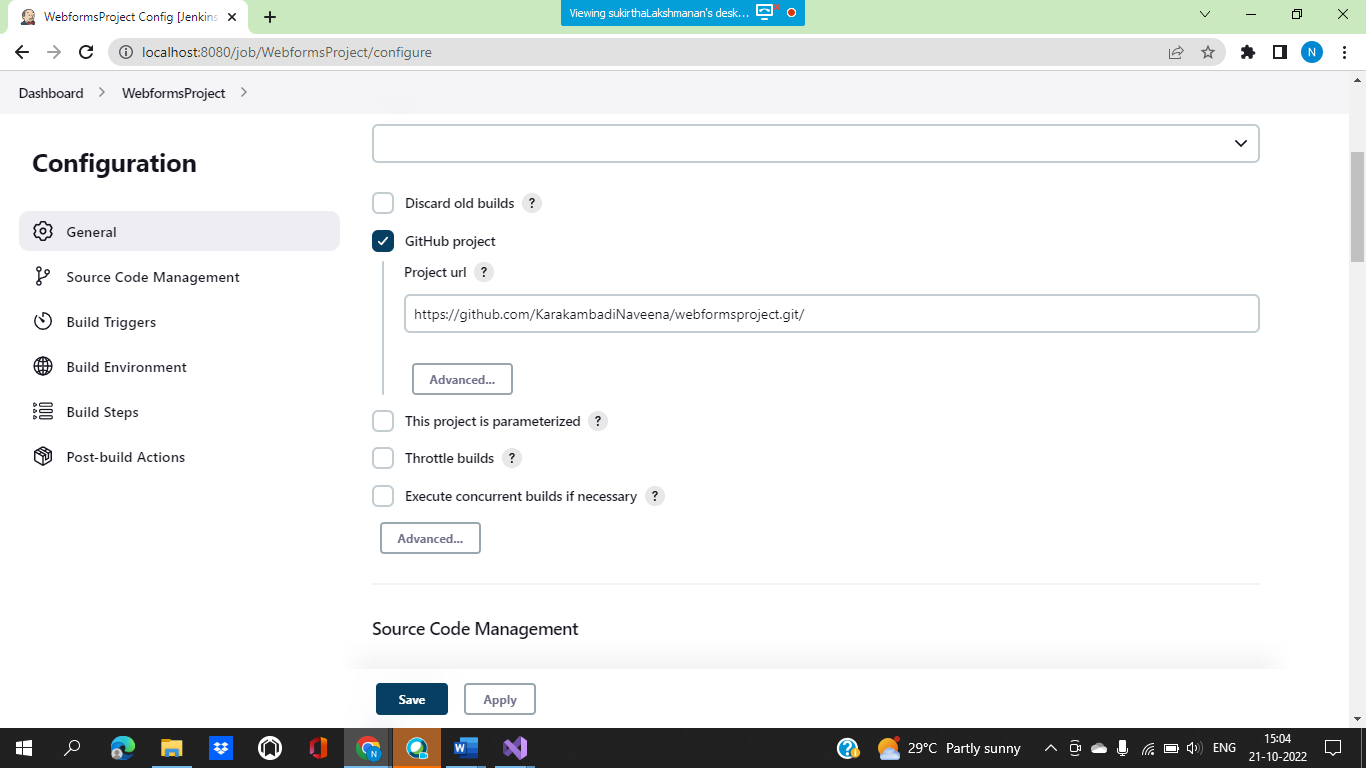 WebformsProject Config [Jenkins
Viewing sukirthaLakshmanan's desk...
localhost:8080/job/WebformsProject/configure
N
Dashboard
WebformsProject
Configuration
General
Source Code Management
Build Triggers
Build Environment
Build Steps
Post-build Actions
Discard old builds ?
GitHub project
Project url ?
https://github.com/KarakambadiNaveena/webformsproject.git/
Advanced...
This project is parameterized ?
Throttle builds ?
Execute concurrent builds if necessary ?
Advanced...
Source Code Management
Save
Apply
29°C Partly sunny
ENG
15:04
21-10-2022